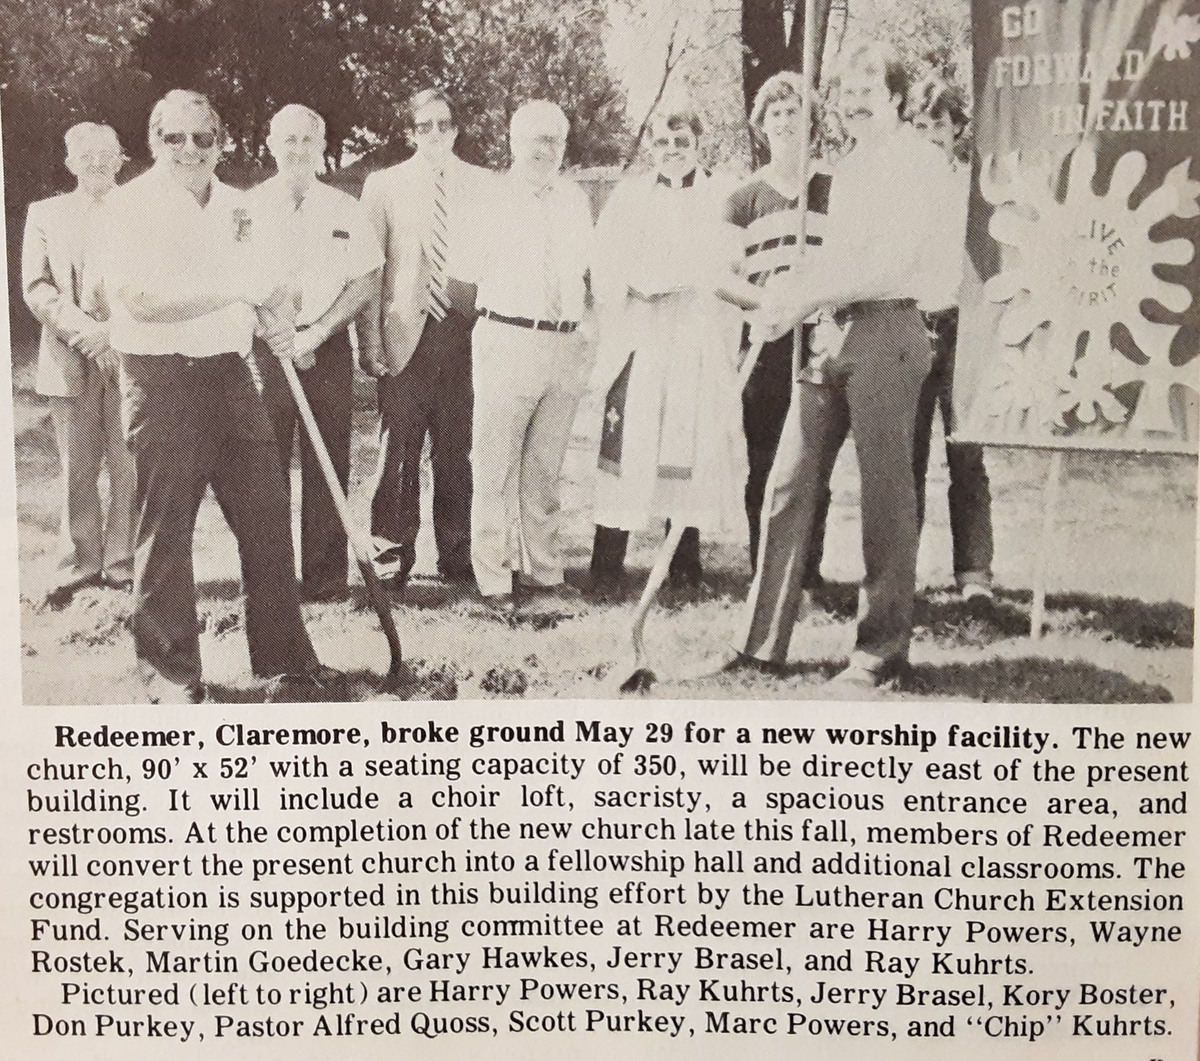 GO
FORWARD
IN FAITH
LIVE
the
SPIRIT
Redeemer, Claremore, broke ground May 29 for a new worship facility. The new
church, 90' x 52' with a seating capacity of 350, will be directly east of the present
building. It will include a choir loft, sacristy, a spacious entrance area, and
restrooms. At the completion of the new church late this fall, members of Redeemer
will convert the present church into a fellowship hall and additional classrooms. The
congregation is supported in this building effort by the Lutheran Church Extension
Fund. Serving on the building committee at Redeemer are Harry Powers, Wayne
Rostek, Martin Goedecke, Gary Hawkes, Jerry Brasel, and Ray Kuhrts.
Pictured (left to right) are Harry Powers, Ray Kuhrts, Jerry Brasel, Kory Boster,
Don Purkey, Pastor Alfred Quoss, Scott Purkey, Marc Powers, and "Chip" Kuhrts.